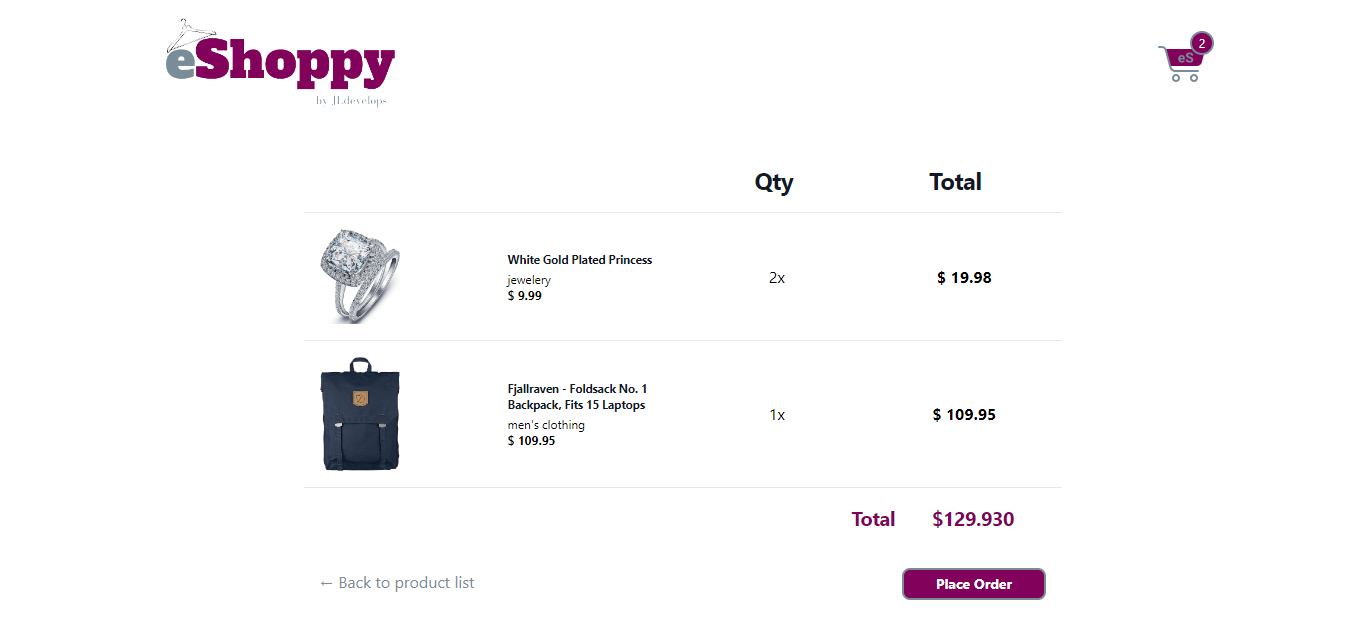 eShoppy
by JLdevelops
2
eS
Qty Total
White Gold Plated Princess
jewelery
$ 9.99
2x
$ 19.98
Fjallraven - Foldsack No. 1
Backpack, Fits 15 Laptops
men's clothing
$ 109.95
1x
$ 109.95
Total $129.930
← Back to product list
Place Order